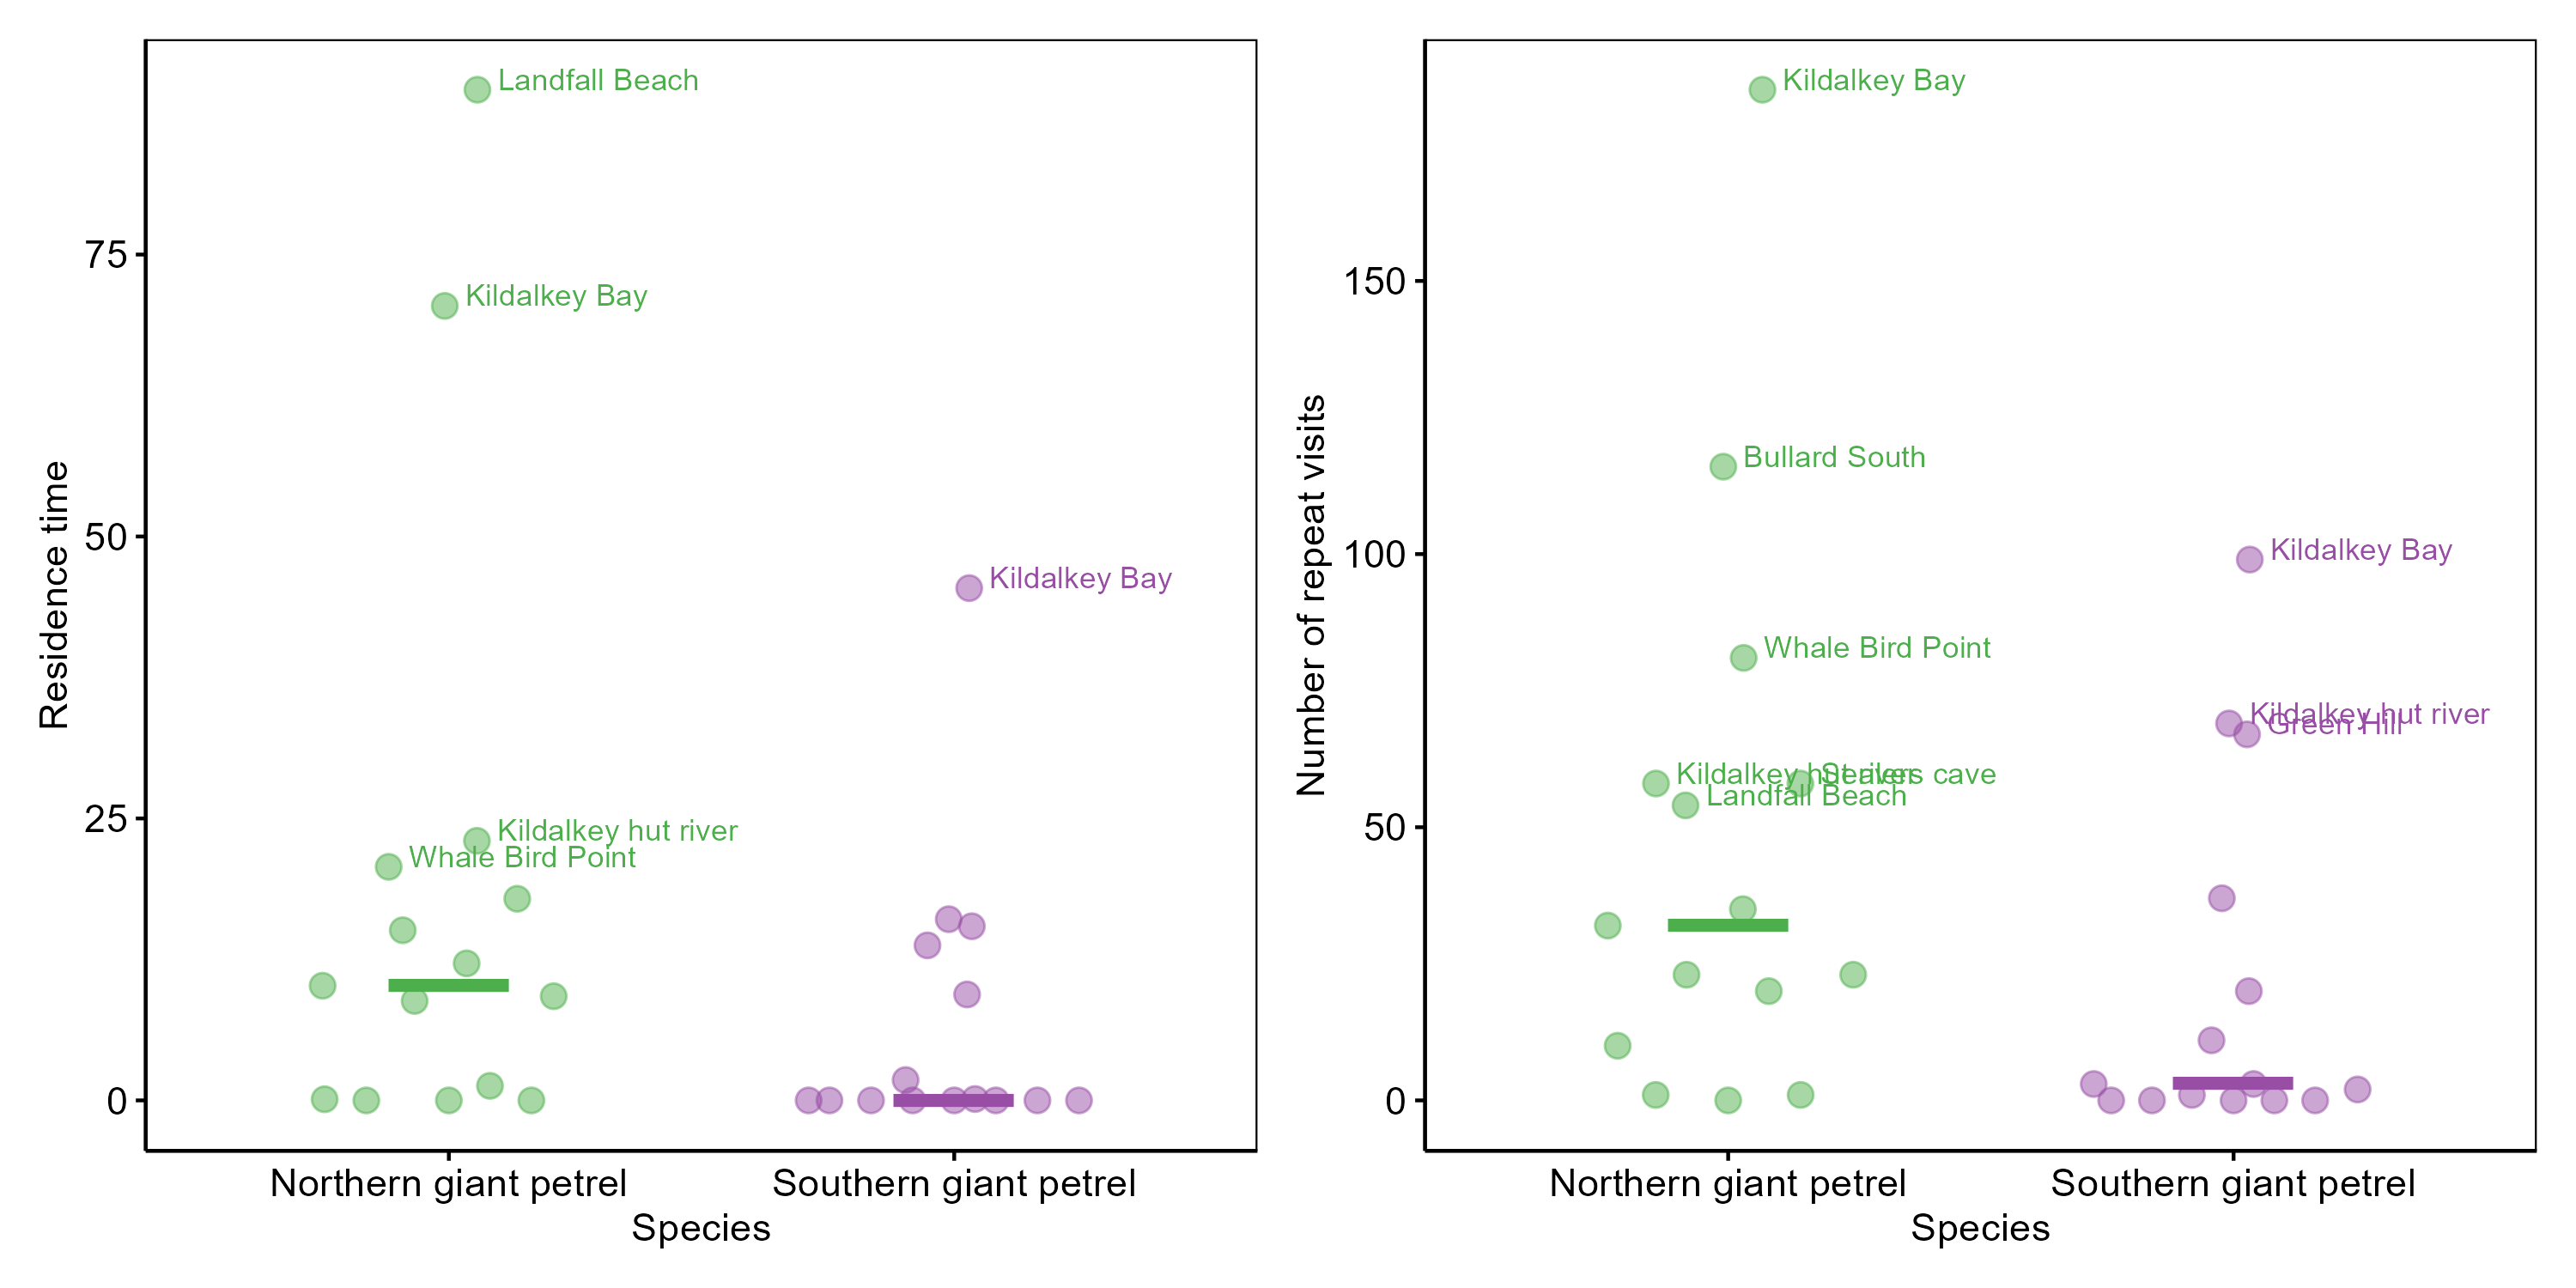 Residence time
75
50
25
0
Landfall Beach
Kildalkey Bay
Kildalkey Bay
Kildalkey hut river
Whale Bird Point
Northern giant petrel
Southern giant petrel
Species
Number of repeat visits
150
100
50
0
Kildalkey Bay
Bullard South
Kildalkey Bay
Whale Bird Point
Kildalkey hut river
Green Hill
Kildalkey hut river
Sealers cave
Landfall Beach
Northern giant petrel
Southern giant petrel
Species